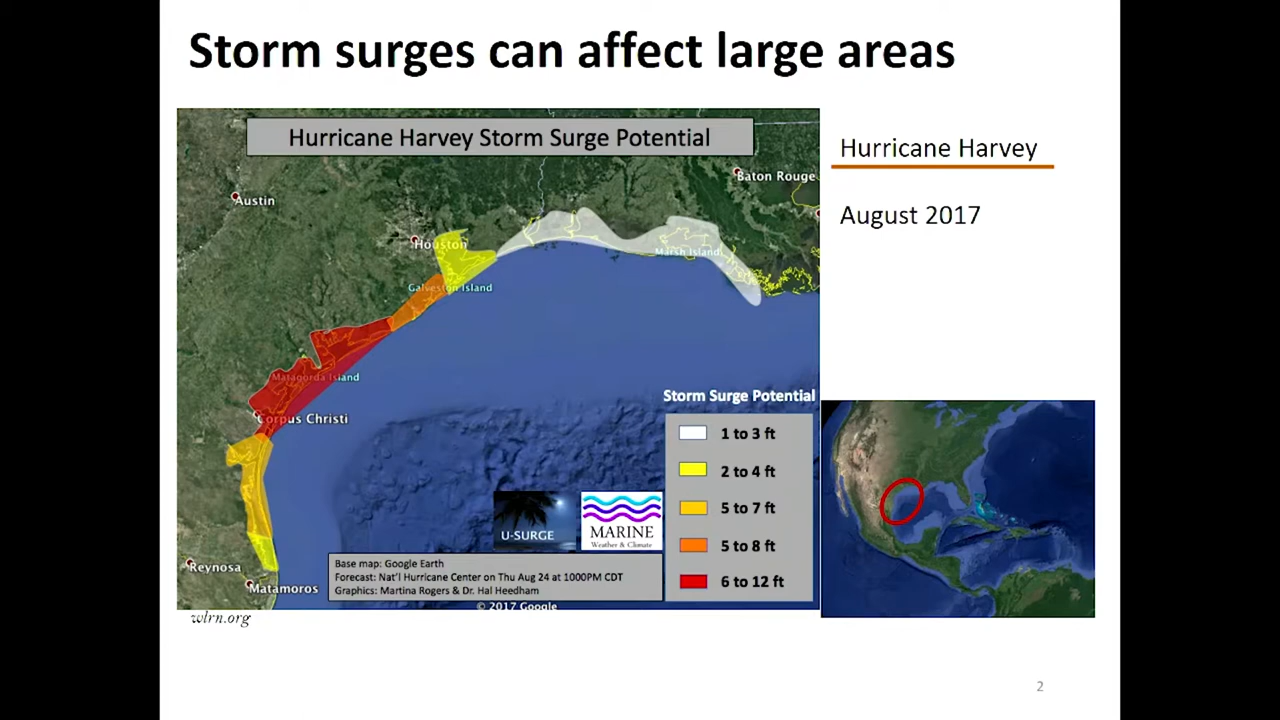 Storm surges can affect large areas
Hurricane Harvey Storm Surge Potential
Hurricane Harvey
August 2017
Baton Rouge
Austin
Houston
Marsh Island
Galveston Island
Matagorda Island
Corpus Christi
Storm Surge Potential
1 to 3 ft
2 to 4 ft
5 to 7 ft
5 to 8 ft
6 to 12 ft
U-SURGE
MARINE
Weather & Climate
Reynosa
Matamoros
Base map: Google Earth
Forecast: Nat'l Hurricane Center on Thu Aug 24 at 1000PM CDT
Graphics: Martina Rogers & Dr. Hal Heedham
© 2017 Google
wlrn.org
2